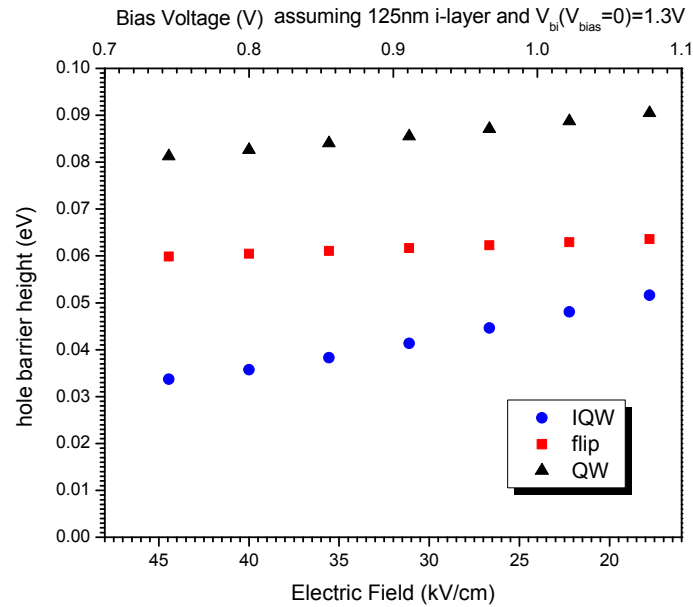 Bias Voltage (V) assuming 125nm i-layer and V_bi(V_bias=0)=1.3V
0.7 0.8 0.9 1.0 1.1
0.10
0.09
0.08
0.07
0.06
0.05
0.04
0.03
0.02
0.01
0.00
hole barrier height (eV)
IQW
flip
QW
45 40 35 30 25 20
Electric Field (kV/cm)